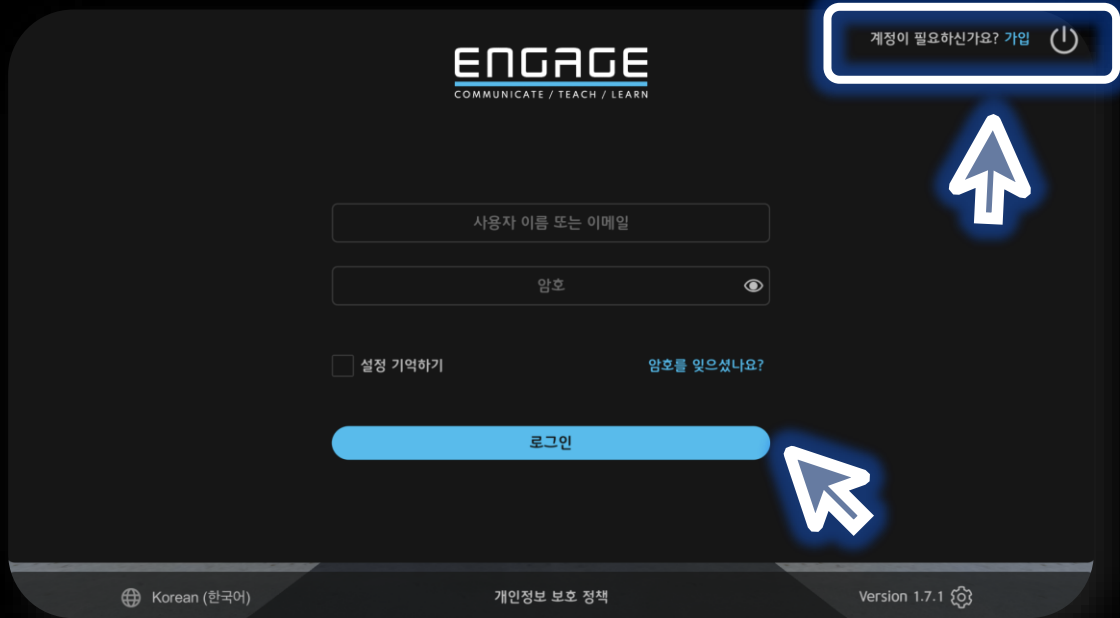 계정이 필요하신가요? 가입
ENGAGE
COMMUNICATE / TEACH / LEARN
사용자 이름 또는 이메일
암호
설정 기억하기
암호를 잊으셨나요?
로그인
Korean (한국어)
개인정보 보호 정책
Version 1.7.1